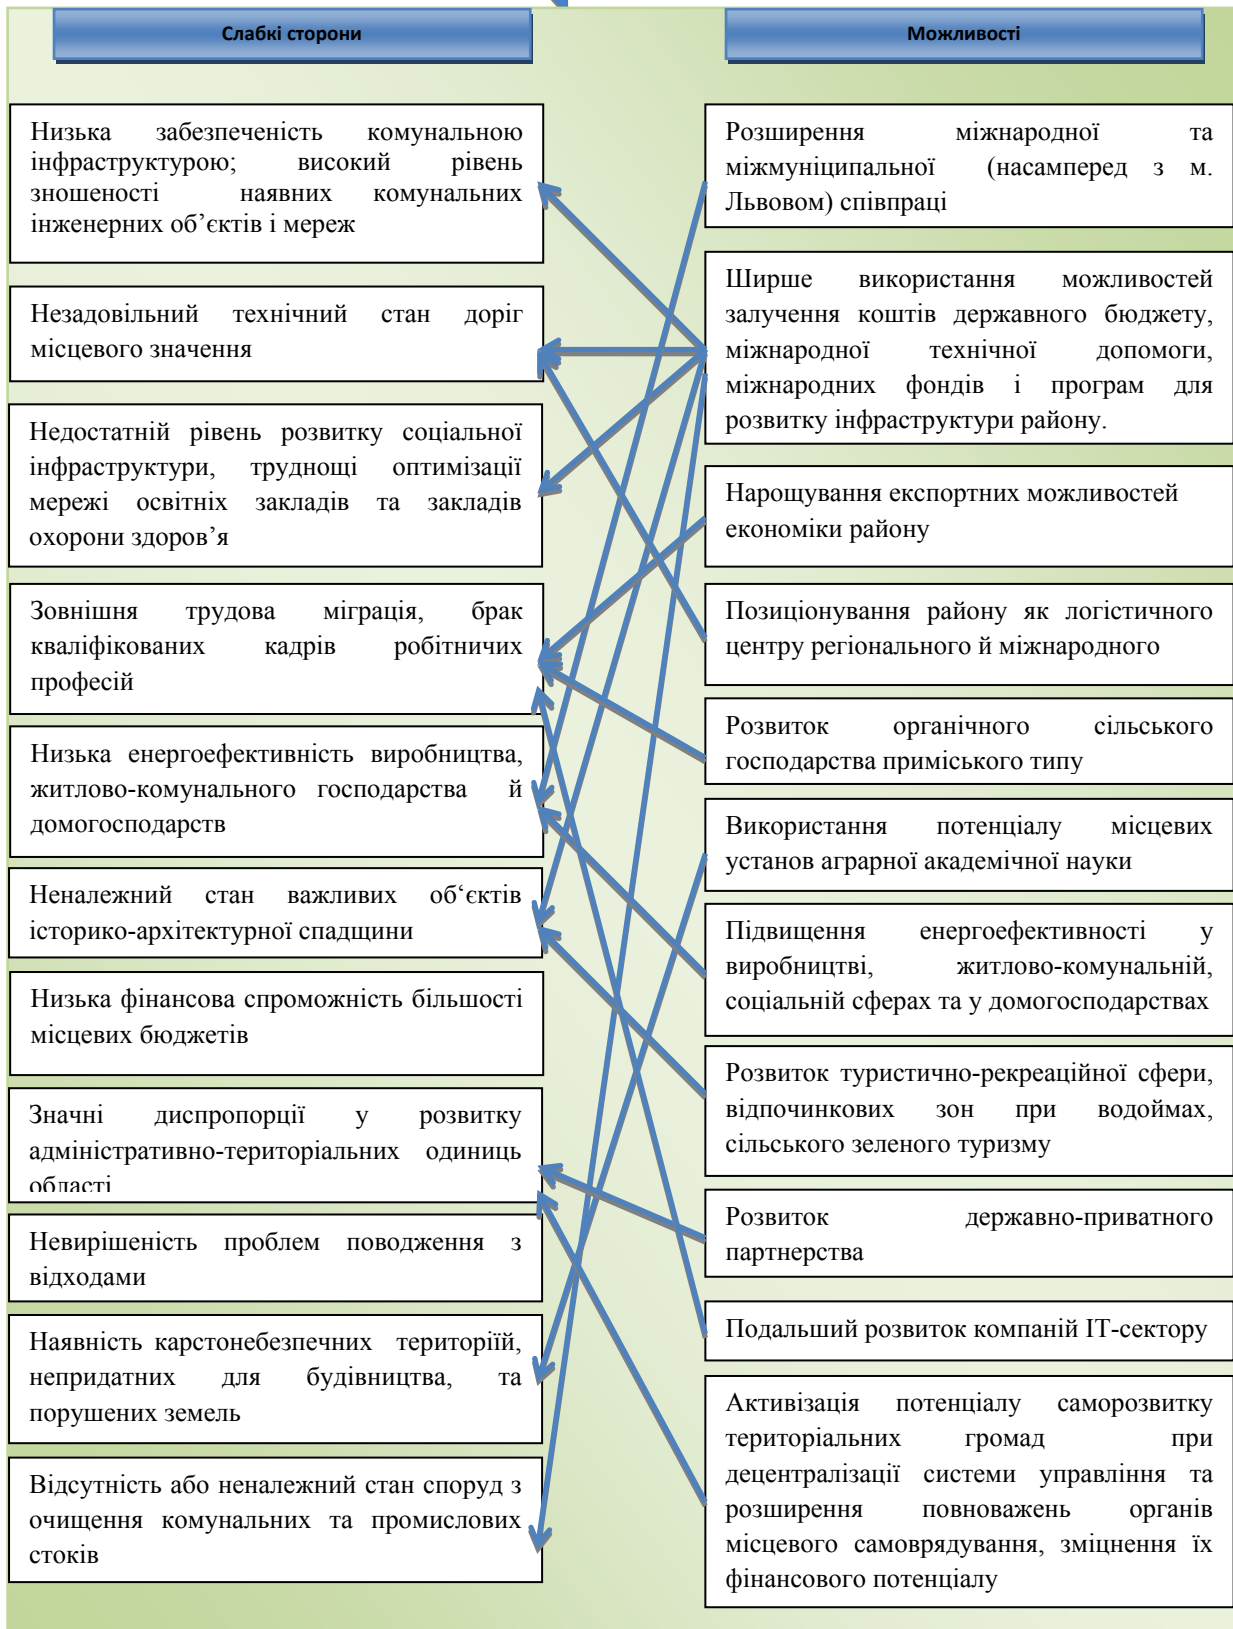 Слабкі сторони
Низька забезпеченість комунальною
інфраструктурою; високий рівень
зношеності наявних комунальних
інженерних об’єктів і мереж
Незадовільний технічний стан доріг
місцевого значення
Недостатній рівень розвитку соціальної
інфраструктури, труднощі оптимізації
мережі освітніх закладів та закладів
охорони здоров’я
Зовнішня трудова міграція, брак
кваліфікованих кадрів робітничих
професій
Низька енергоефективність виробництва,
житлово-комунального господарства й
домогосподарств
Неналежний стан важливих об‘єктів
історико-архітектурної спадщини
Низька фінансова спроможність більшості
місцевих бюджетів
Значні диспропорції у розвитку
адміністративно-територіальних одиниць
області
Невирішеність проблем поводження з
відходами
Наявність карстонебезпечних територіїй,
непридатних для будівництва, та
порушених земель
Відсутність або неналежний стан споруд з
очищення комунальних та промислових
стоків
Можливості
Розширення міжнародної та
міжмуніципальної (насамперед з м.
Львовом) співпраці
Ширше використання можливостей
залучення коштів державного бюджету,
міжнародної технічної допомоги,
міжнародних фондів і програм для
розвитку інфраструктури району.
Нарощування експортних можливостей
економіки району
Позиціонування району як логістичного
центру регіонального й міжнародного
Розвиток органічного сільського
господарства приміського типу
Використання потенціалу місцевих
установ аграрної академічної науки
Підвищення енергоефективності у
виробництві, житлово-комунальній,
соціальній сферах та у домогосподарствах
Розвиток туристично-рекреаційної сфери,
відпочинкових зон при водоймах,
сільського зеленого туризму
Розвиток державно-приватного
партнерства
Подальший розвиток компаній ІТ-сектору
Активізація потенціалу саморозвитку
територіальних громад при
децентралізації системи управління та
розширення повноважень органів
місцевого самоврядування, зміцнення їх
фінансового потенціалу